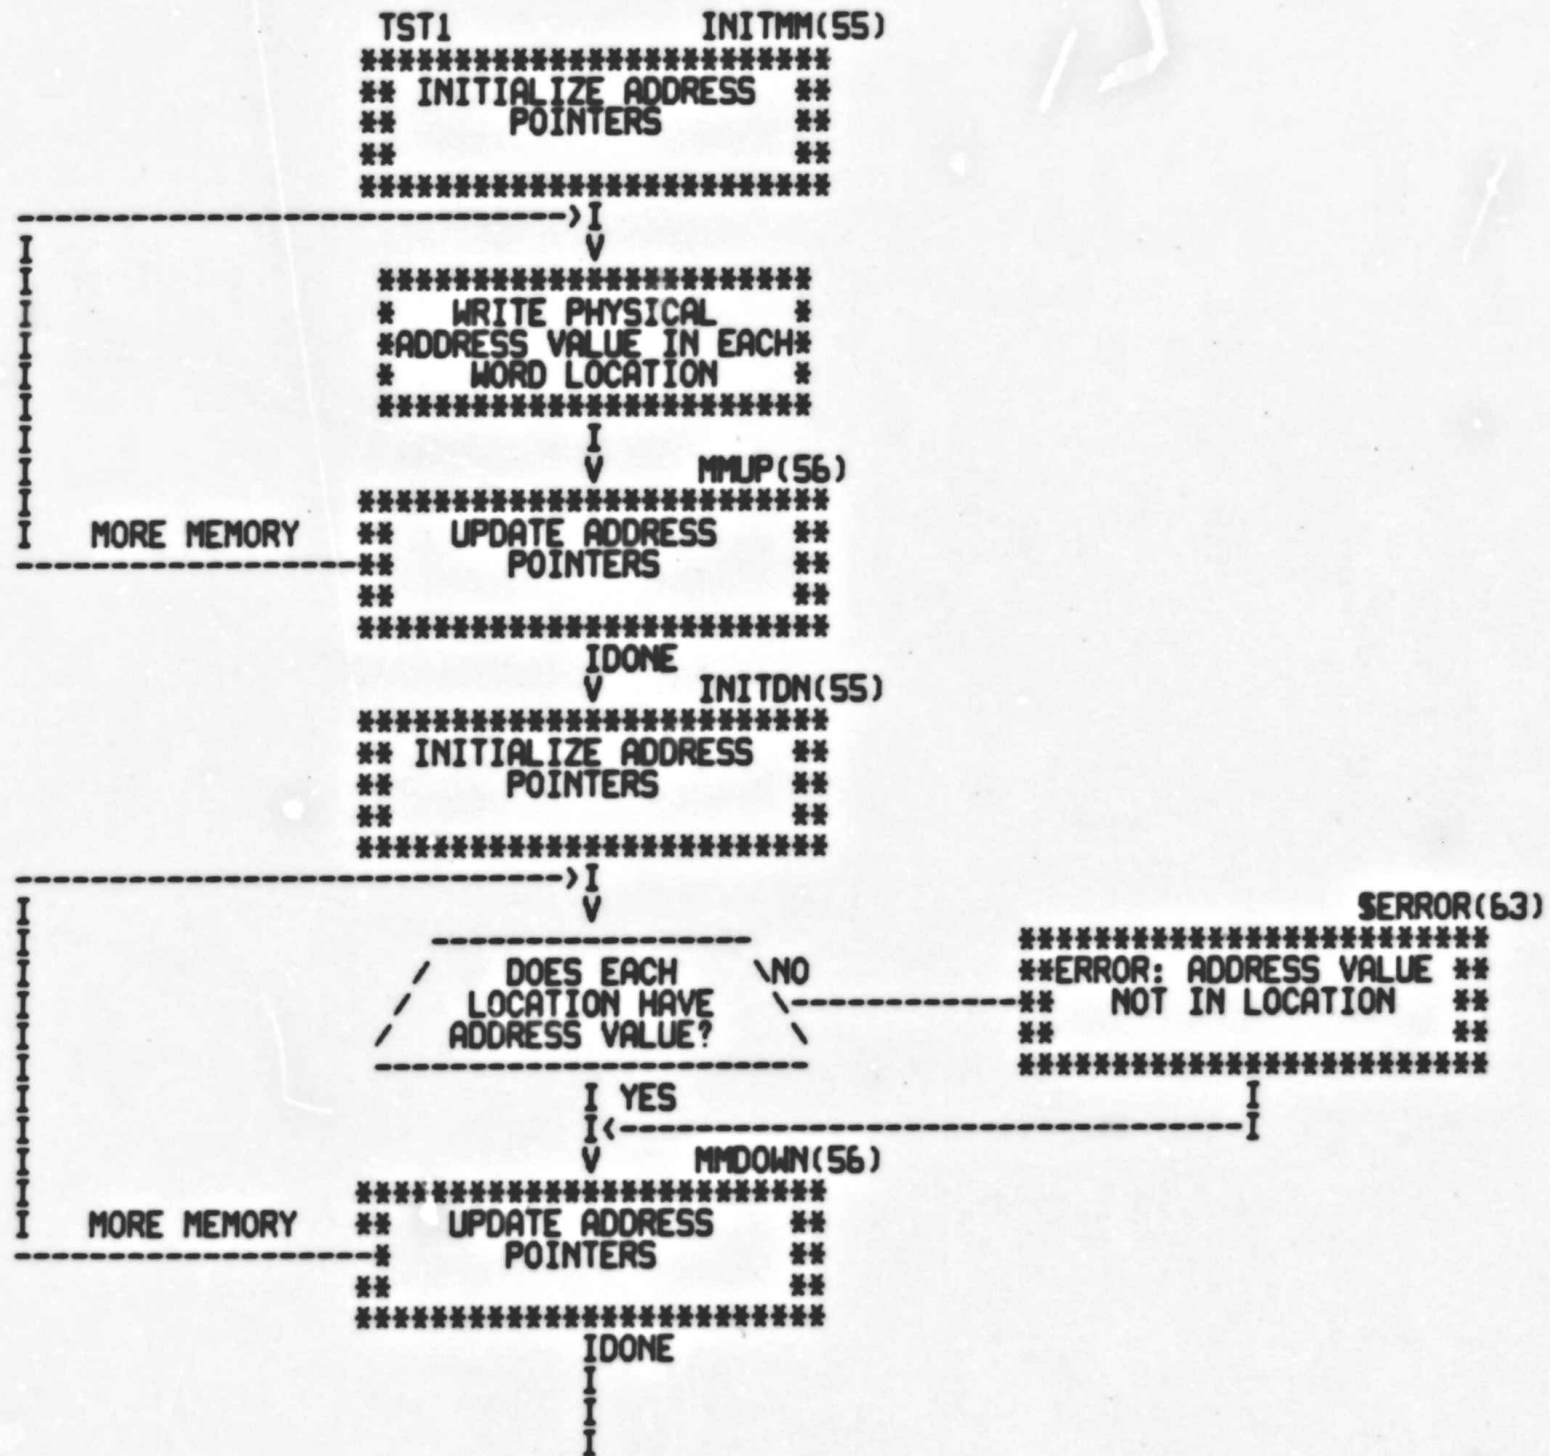 TST1 INITMM(55)
************************
** INITIALIZE ADDRESS **
** POINTERS **
** **
************************
------------------------------>I
I V
I ***********************
I * WRITE PHYSICAL *
I *ADDRESS VALUE IN EACH*
I * WORD LOCATION *
I ***********************
I I
I V MMUP(56)
I *************************
I MORE MEMORY ** UPDATE ADDRESS **
-------------------** POINTERS **
** **
*************************
IDONE
V INITDN(55)
*************************
** INITIALIZE ADDRESS **
** POINTERS **
** **
*************************
------------------------------>I
I V $ERROR(63)
I ----------------- *************************
I / DOES EACH \NO **ERROR: ADDRESS VALUE **
I / LOCATION HAVE \------------** NOT IN LOCATION **
I / ADDRESS VALUE? \ ** **
I ----------------------- *************************
I I YES I
I I<----------------------------------I
I V MMDOWN(56)
I *************************
I MORE MEMORY ** UPDATE ADDRESS **
-------------------* POINTERS **
** **
*************************
IDONE
I
I
I